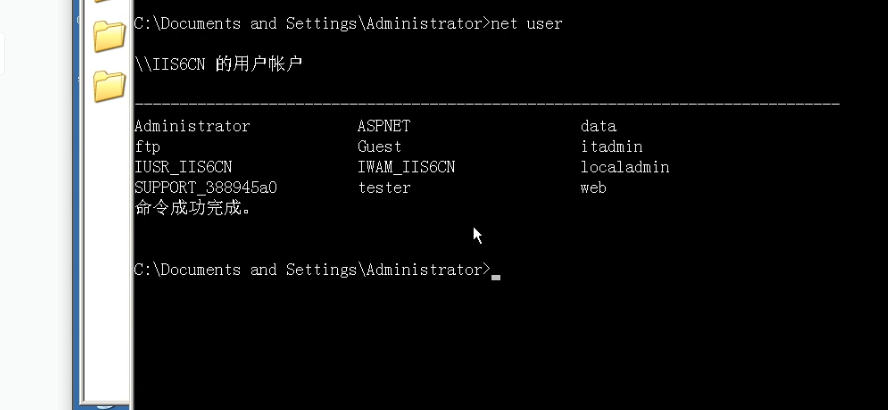 C:\Documents and Settings\Administrator>net user
\\IIS6CN 的用户帐户
-------------------------------------------------------------------------------
Administrator ASPNET data
ftp Guest itadmin
IUSR_IIS6CN IWAM_IIS6CN localadmin
SUPPORT_388945a0 tester web
命令成功完成。
C:\Documents and Settings\Administrator>_